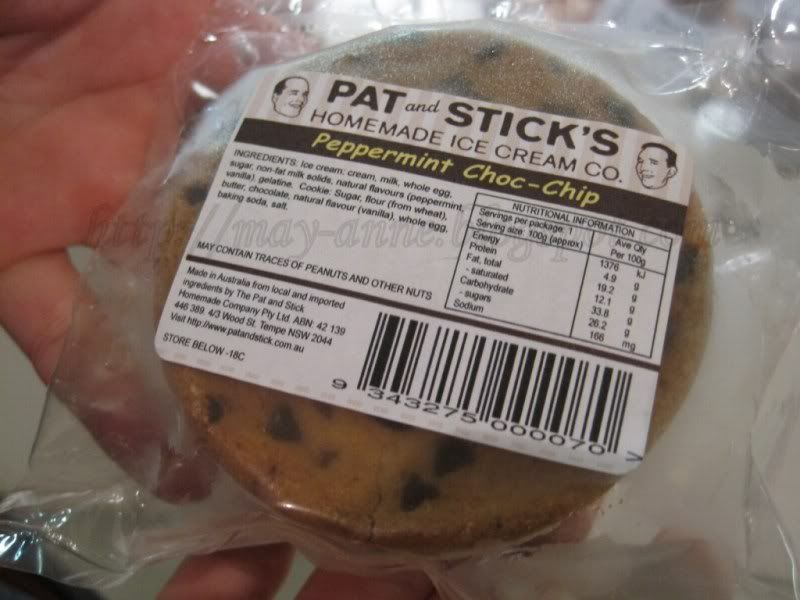 PAT and STICK'S
HOMEMADE ICE CREAM CO.
Peppermint Choc-Chip
INGREDIENTS: Ice cream: cream, milk, whole egg,
sugar, non-fat milk solids, natural flavours (peppermint,
vanilla), gelatine. Cookie: Sugar, flour (from wheat),
butter, chocolate, natural flavour (vanilla), whole egg,
baking soda, salt.
MAY CONTAIN TRACES OF PEANUTS AND OTHER NUTS
Made in Australia from local and imported
ingredients by The Pat and Stick
Homemade Company Pty Ltd. ABN: 42 139
446 389. 4/3 Wood St. Tempe NSW 2044
Visit http://www.patandstick.com.au
STORE BELOW -18C
NUTRITIONAL INFORMATION
Servings per package: 1
Serving size: 100g (approx)
Ave Qty
Per 100g
Energy 1376 kJ
Protein 4.9 g
Fat, total 19.2 g
- saturated 12.1 g
Carbohydrate 33.8 g
- sugars 26.2 g
Sodium 166 mg
9 343275 000070 >